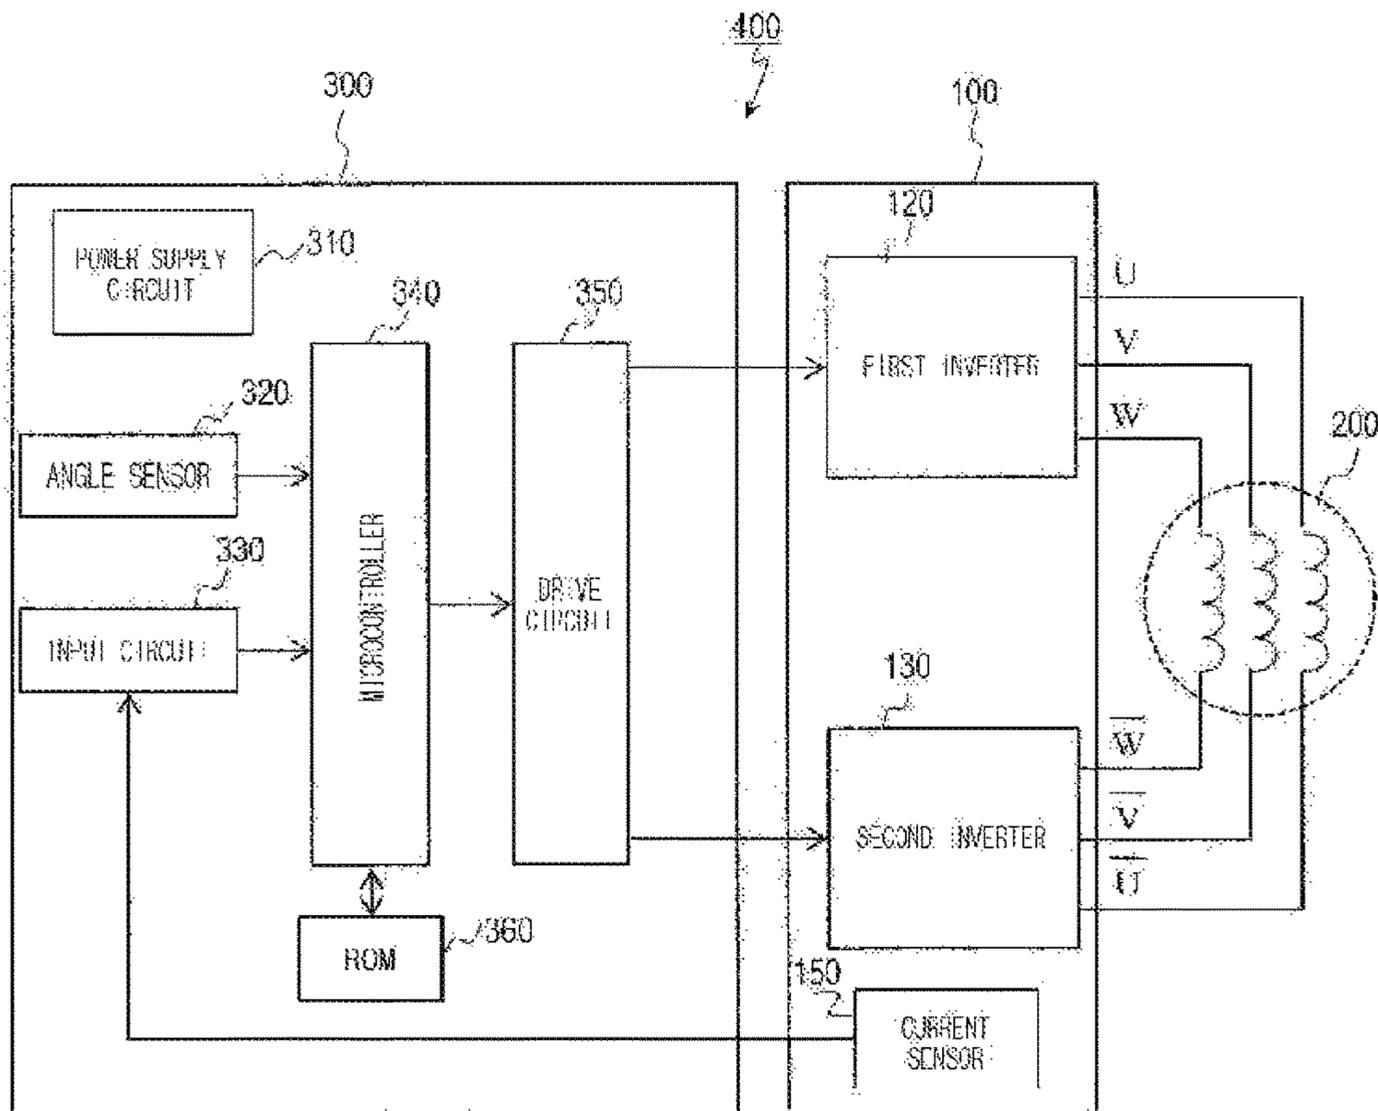 400
300
100
120
POWER SUPPLY
CIRCUIT
310
U
340
350
V
FIRST INVERTER
320
W
200
ANGLE SENSOR
MICROCONTROLLER
330
DRIVE
CIRCUIT
INPUT CIRCUIT
130
W̅
V̅
SECOND INVERTER
U̅
360
ROM
150
CURRENT
SENSOR